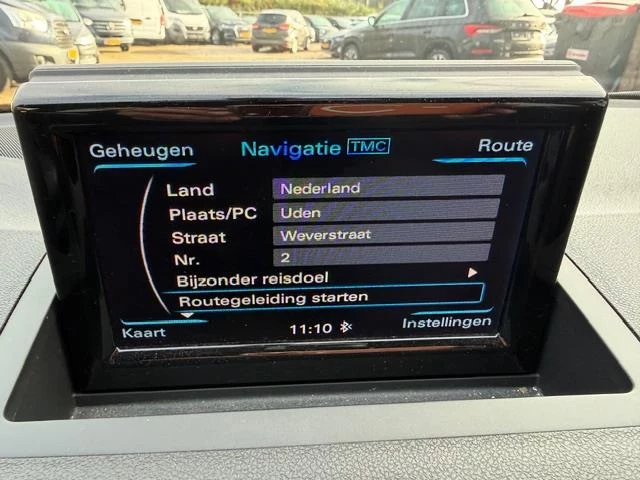 Geheugen Navigatie TMC Route
Land Nederland
Plaats/PC Uden
Straat Weverstraat
Nr. 2
Bijzonder reisdoel
Routegeleiding starten
Kaart 11:10 Instellingen